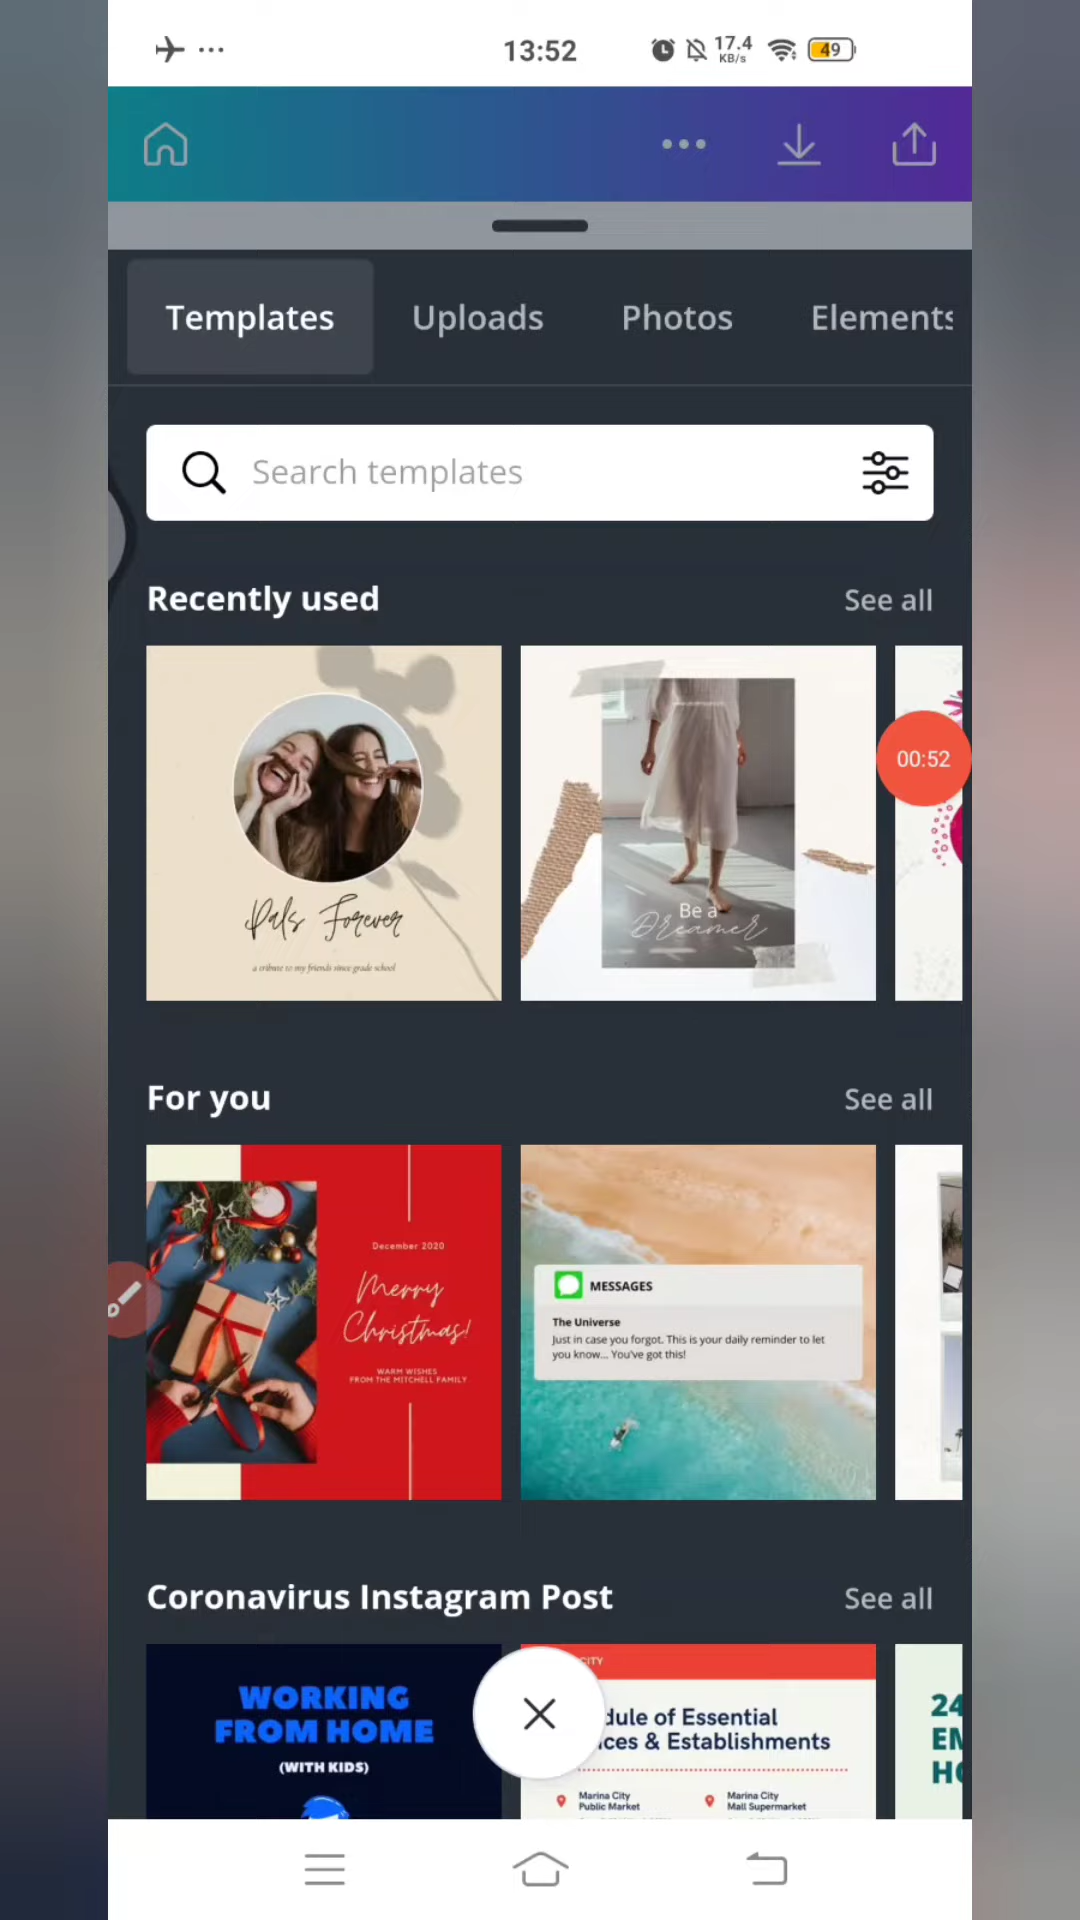 13:52
17.4
KB/s
49
Templates
Uploads
Photos
Elements
Search templates
Recently used
See all
Pals Forever
a tribute to my friends since grade school
Be a
Dreamer
00:52
For you
See all
December 2020
Merry
Christmas!
WARM WISHES
FROM THE MITCHELL FAMILY
MESSAGES
The Universe
Just in case you forgot. This is your daily reminder to let
you know... You've got this!
Coronavirus Instagram Post
See all
WORKING
FROM HOME
(WITH KIDS)
CITY
dule of Essential
ices & Establishments
Marina City
Public Market
Marina City
Mall Supermarket
24
EM
HO